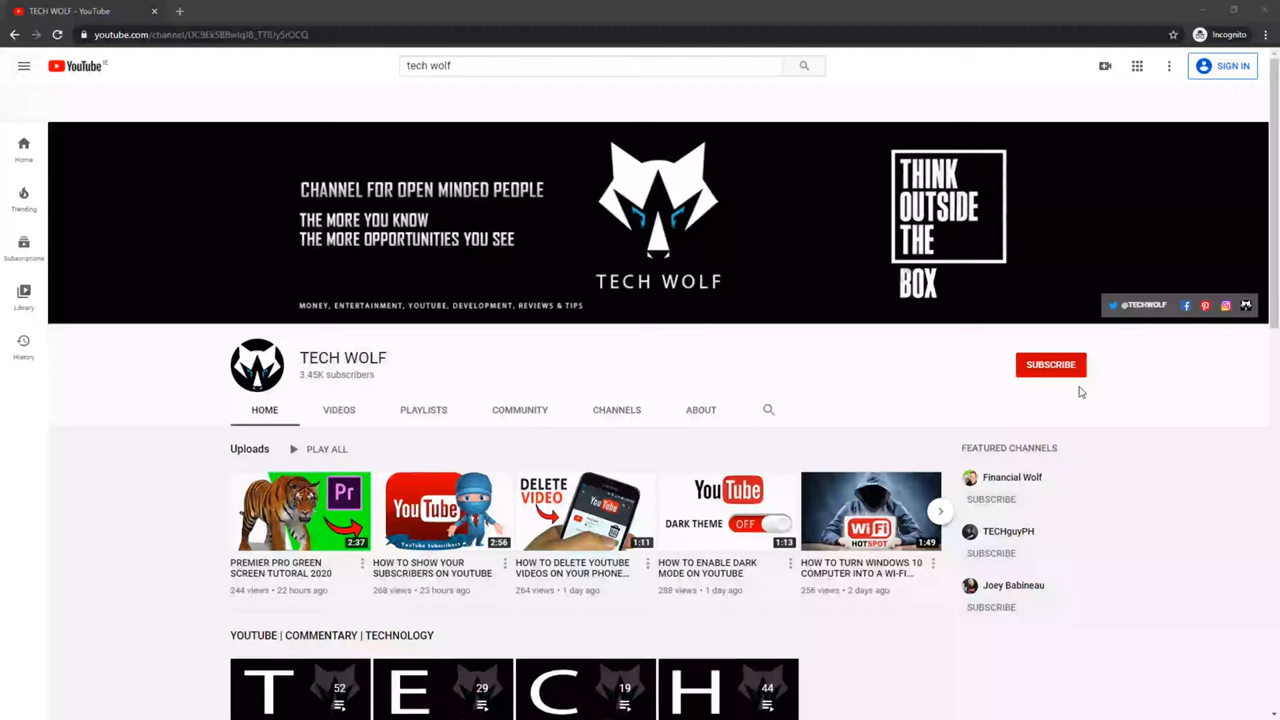 TECH WOLF - YouTube
Incognito
YouTube IE
tech wolf
SIGN IN
Home
Trending
Subscriptions
Library
History
CHANNEL FOR OPEN MINDED PEOPLE
THE MORE YOU KNOW
THE MORE OPPORTUNITIES YOU SEE
MONEY, ENTERTAINMENT, YOUTUBE, DEVELOPMENT, REVIEWS & TIPS
TECH WOLF
THINK
OUTSIDE
THE
BOX
@TECHWOLF
TECH WOLF
3.45K subscribers
SUBSCRIBE
HOME
VIDEOS
PLAYLISTS
COMMUNITY
CHANNELS
ABOUT
Uploads
PLAY ALL
Pr
2:37
PREMIER PRO GREEN
SCREEN TUTORAL 2020
244 views • 22 hours ago
YouTube
YouTube Subscribers
2:56
HOW TO SHOW YOUR
SUBSCRIBERS ON YOUTUBE
268 views • 23 hours ago
DELETE
VIDEO
YouTube
1:11
HOW TO DELETE YOUTUBE
VIDEOS ON YOUR PHONE...
264 views • 1 day ago
YouTube
DARK THEME OFF
1:13
HOW TO ENABLE DARK
MODE ON YOUTUBE
288 views • 1 day ago
WiFi
HOTSPOT
1:49
HOW TO TURN WINDOWS 10
COMPUTER INTO A WI-FI...
256 views • 2 days ago
FEATURED CHANNELS
Financial Wolf
SUBSCRIBE
TECHguyPH
SUBSCRIBE
Joey Babineau
SUBSCRIBE
YOUTUBE | COMMENTARY | TECHNOLOGY
T 52
E 29
C 19
H 44